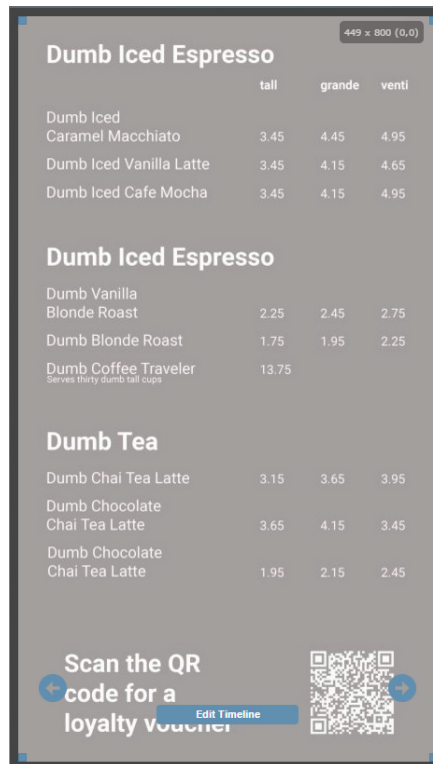 449 x 800 (0,0)
Dumb Iced Espresso
tall grande venti
Dumb Iced
Caramel Macchiato 3.45 4.45 4.95
Dumb Iced Vanilla Latte 3.45 4.15 4.65
Dumb Iced Cafe Mocha 3.45 4.15 4.95
Dumb Iced Espresso
Dumb Vanilla
Blonde Roast 2.25 2.45 2.75
Dumb Blonde Roast 1.75 1.95 2.25
Dumb Coffee Traveler 13.75
Serves thirty dumb tall cups
Dumb Tea
Dumb Chai Tea Latte 3.15 3.65 3.95
Dumb Chocolate
Chai Tea Latte 3.65 4.15 3.45
Dumb Chocolate
Chai Tea Latte 1.95 2.15 2.45
Scan the QR
code for a
loyalty voucher
Edit Timeline